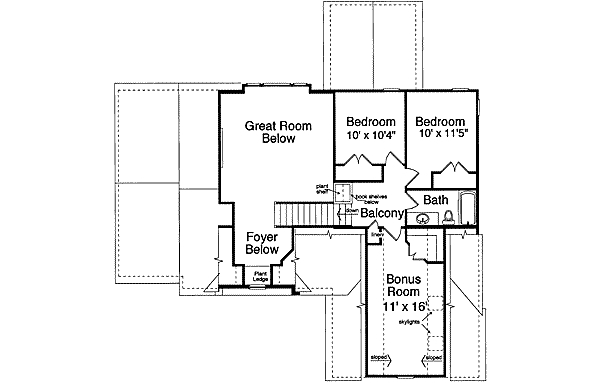 Great Room
Below
Bedroom
10' x 10'4"
Bedroom
10' x 11'5"
plant
shelf
book shelves
below
Bath
down
Balcony
linen
Foyer
Below
Plant
Ledge
Bonus
Room
11' x 16'
skylights
sloped
sloped